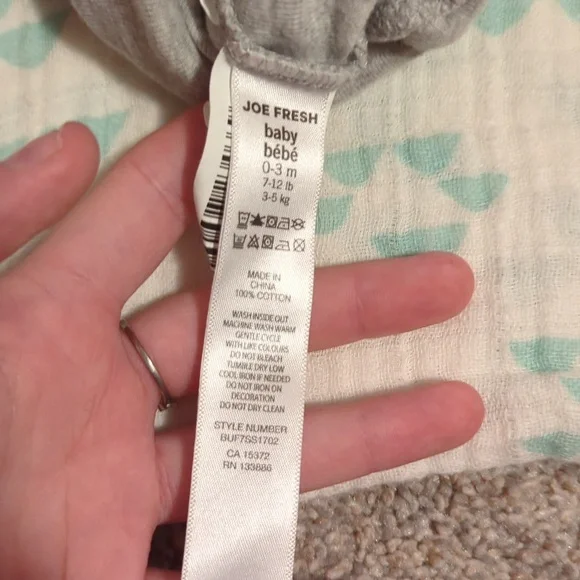 JOE FRESH
baby
bébé
0-3 m
7-12 lb
3-5 kg
MADE IN
CHINA
100% COTTON
WASH INSIDE OUT
MACHINE WASH WARM
GENTLE CYCLE
WITH LIKE COLOURS
DO NOT BLEACH
TUMBLE DRY LOW
COOL IRON IF NEEDED
DO NOT IRON ON
DECORATION
DO NOT DRY CLEAN
STYLE NUMBER
BUF7SS1702
CA 15372
RN 133886